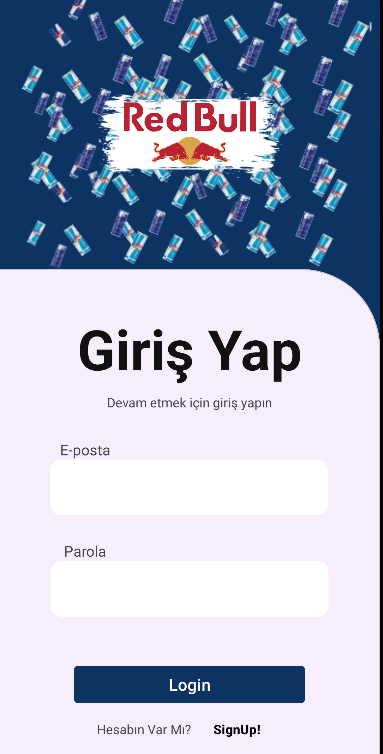 Red Bull
Giriş Yap
Devam etmek için giriş yapın
E-posta
Parola
Login
Hesabın Var Mı? SignUp!